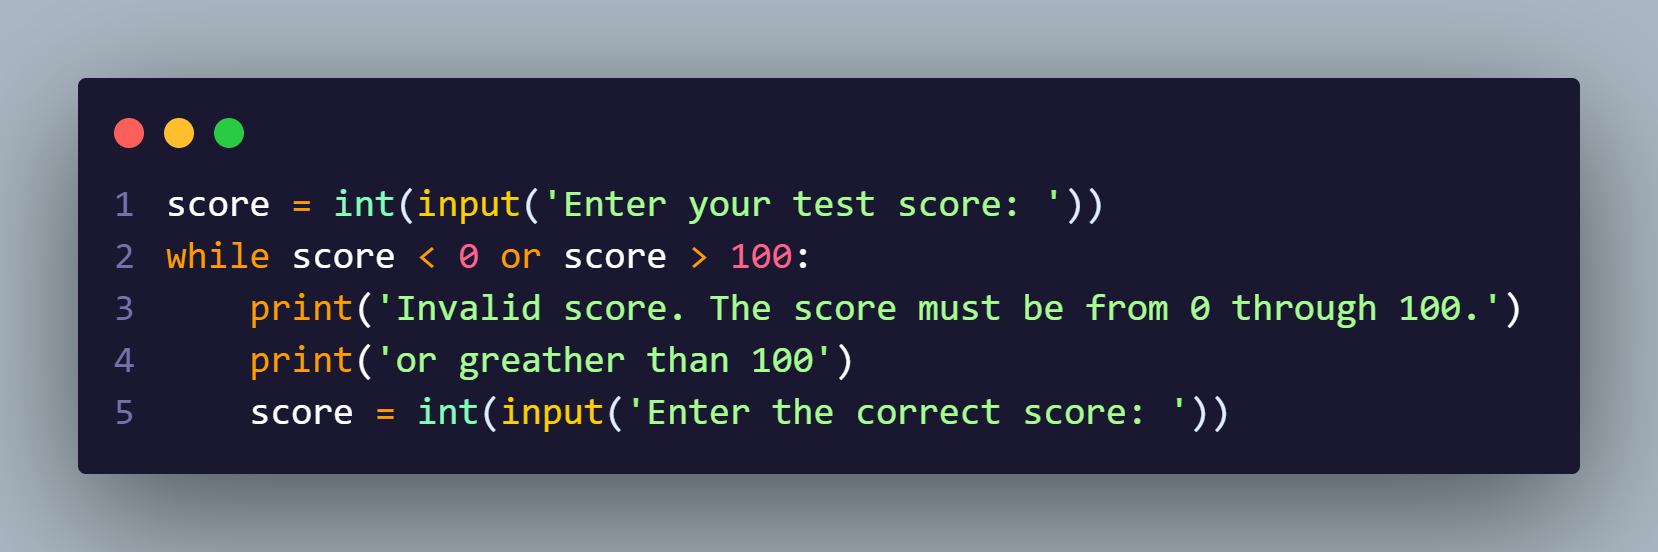 1 score = int(input('Enter your test score: '))
2 while score < 0 or score > 100:
3     print('Invalid score. The score must be from 0 through 100.')
4     print('or greather than 100')
5     score = int(input('Enter the correct score: '))